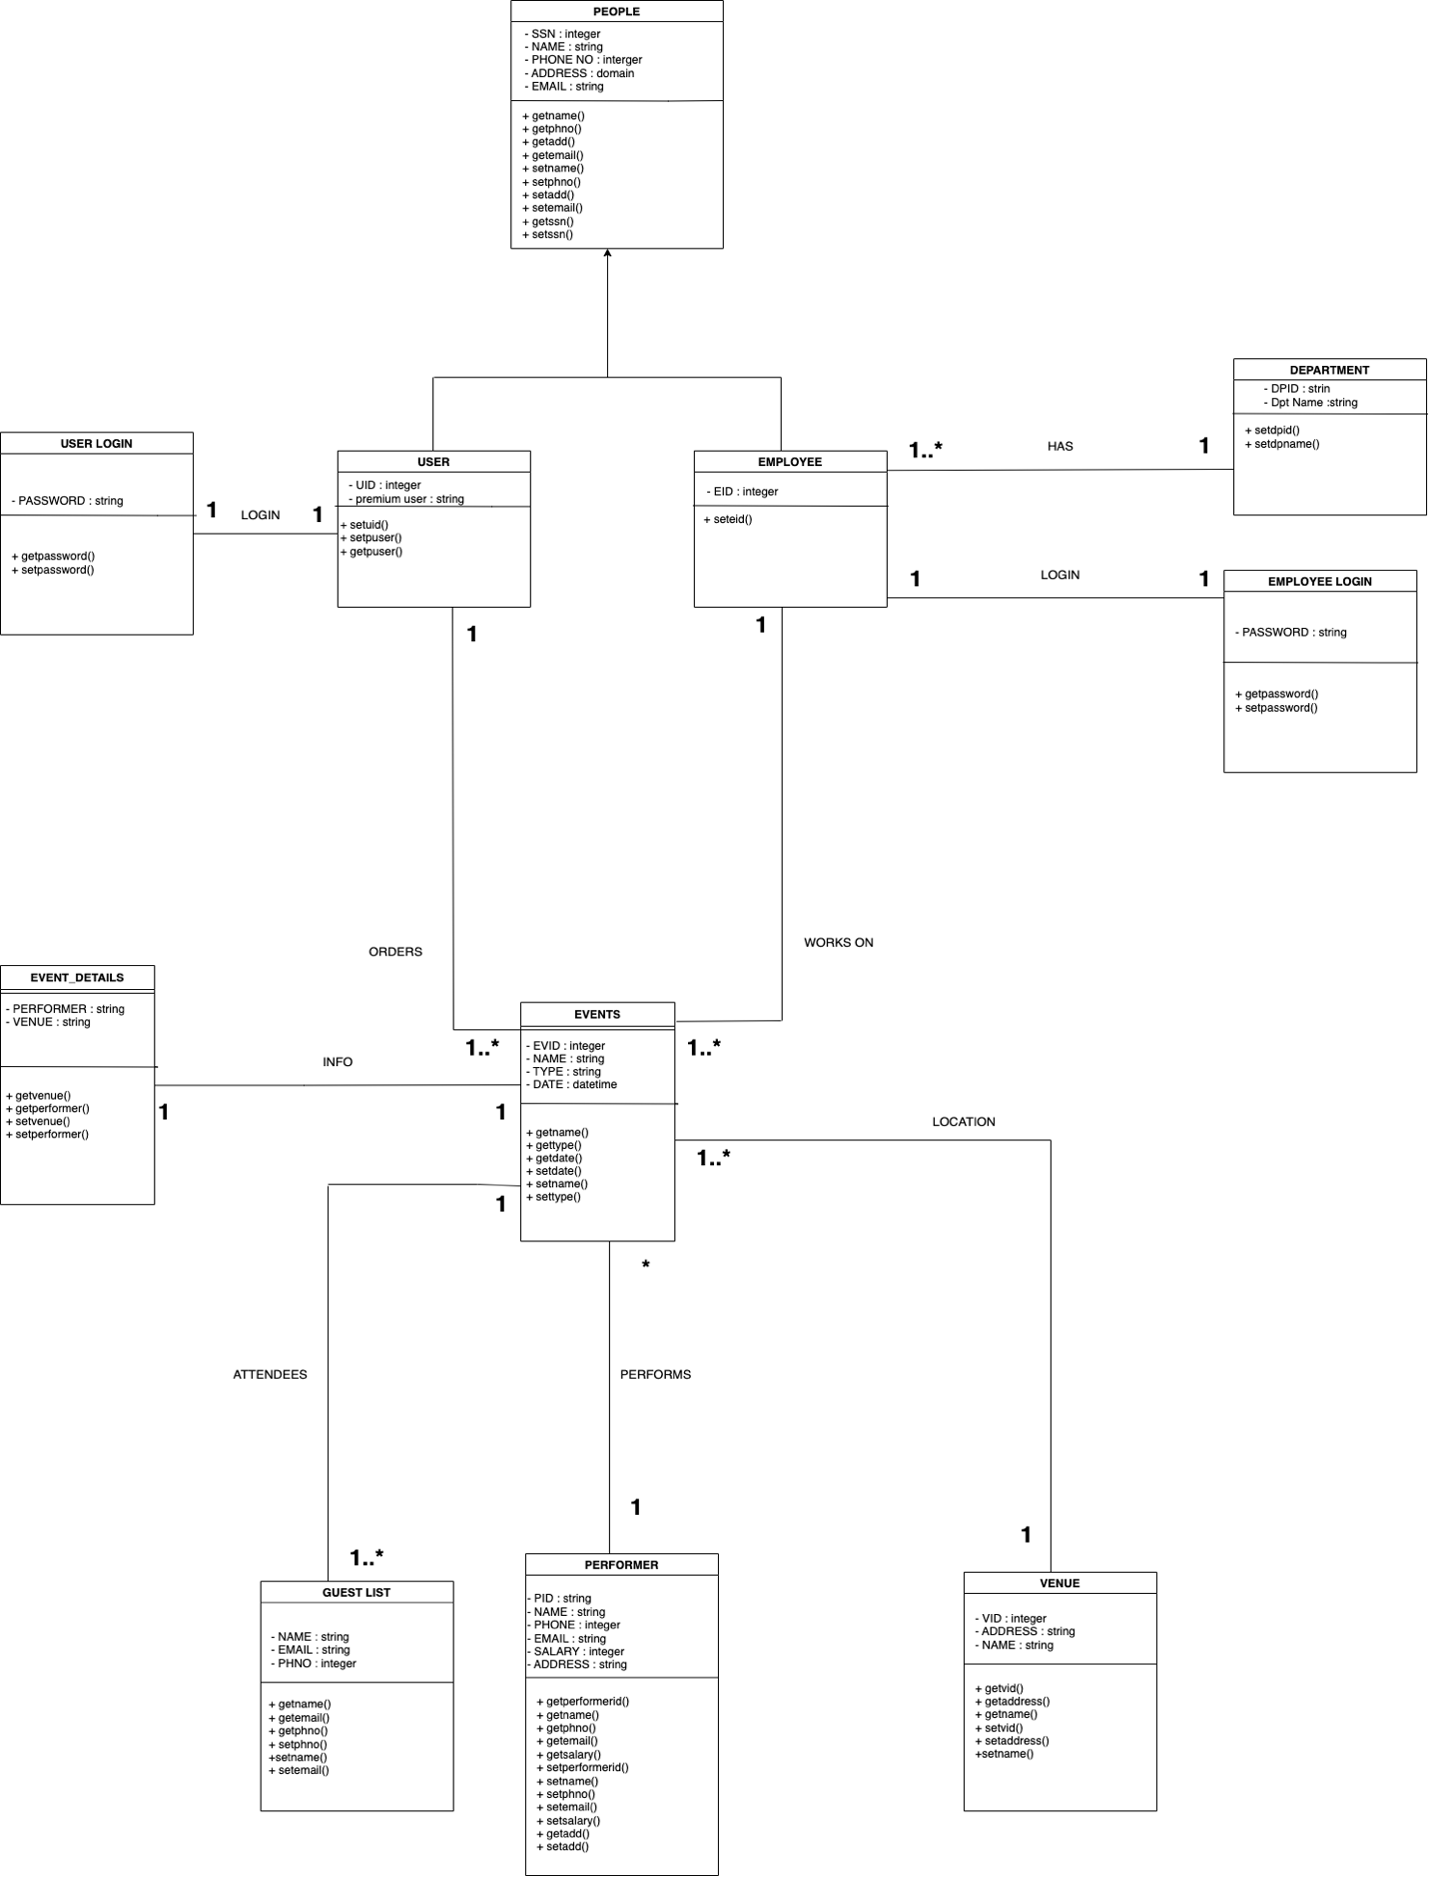 PEOPLE
- SSN : integer
- NAME : string
- PHONE NO : interger
- ADDRESS : domain
- EMAIL : string
+ getname()
+ getphno()
+ getadd()
+ getemail()
+ setname()
+ setphno()
+ setadd()
+ setemail()
+ getssn()
+ setssn()
DEPARTMENT
- DPID : strin
- Dpt Name :string
+ setdpid()
+ setdpname()
USER LOGIN
- PASSWORD : string
+ getpassword()
+ setpassword()
1
LOGIN
1
USER
- UID : integer
- premium user : string
+ setuid()
+ setpuser()
+ getpuser()
EMPLOYEE
- EID : integer
+ seteid()
1..*
HAS
1
1
LOGIN
1
EMPLOYEE LOGIN
- PASSWORD : string
+ getpassword()
+ setpassword()
1
1
ORDERS
WORKS ON
EVENT_DETAILS
- PERFORMER : string
- VENUE : string
+ getvenue()
+ getperformer()
+ setvenue()
+ setperformer()
1
INFO
1
1..*
EVENTS
- EVID : integer
- NAME : string
- TYPE : string
- DATE : datetime
+ getname()
+ gettype()
+ getdate()
+ setdate()
+ setname()
+ settype()
1..*
LOCATION
1..*
1
*
ATTENDEES
PERFORMS
1
1
1..*
GUEST LIST
- NAME : string
- EMAIL : string
- PHNO : integer
+ getname()
+ getemail()
+ getphno()
+ setphno()
+setname()
+ setemail()
PERFORMER
- PID : string
- NAME : string
- PHONE : integer
- EMAIL : string
- SALARY : integer
- ADDRESS : string
+ getperformerid()
+ getname()
+ getphno()
+ getemail()
+ getsalary()
+ setperformerid()
+ setname()
+ setphno()
+ setemail()
+ setsalary()
+ getadd()
+ setadd()
VENUE
- VID : integer
- ADDRESS : string
- NAME : string
+ getvid()
+ getaddress()
+ getname()
+ setvid()
+ setaddress()
+setname()